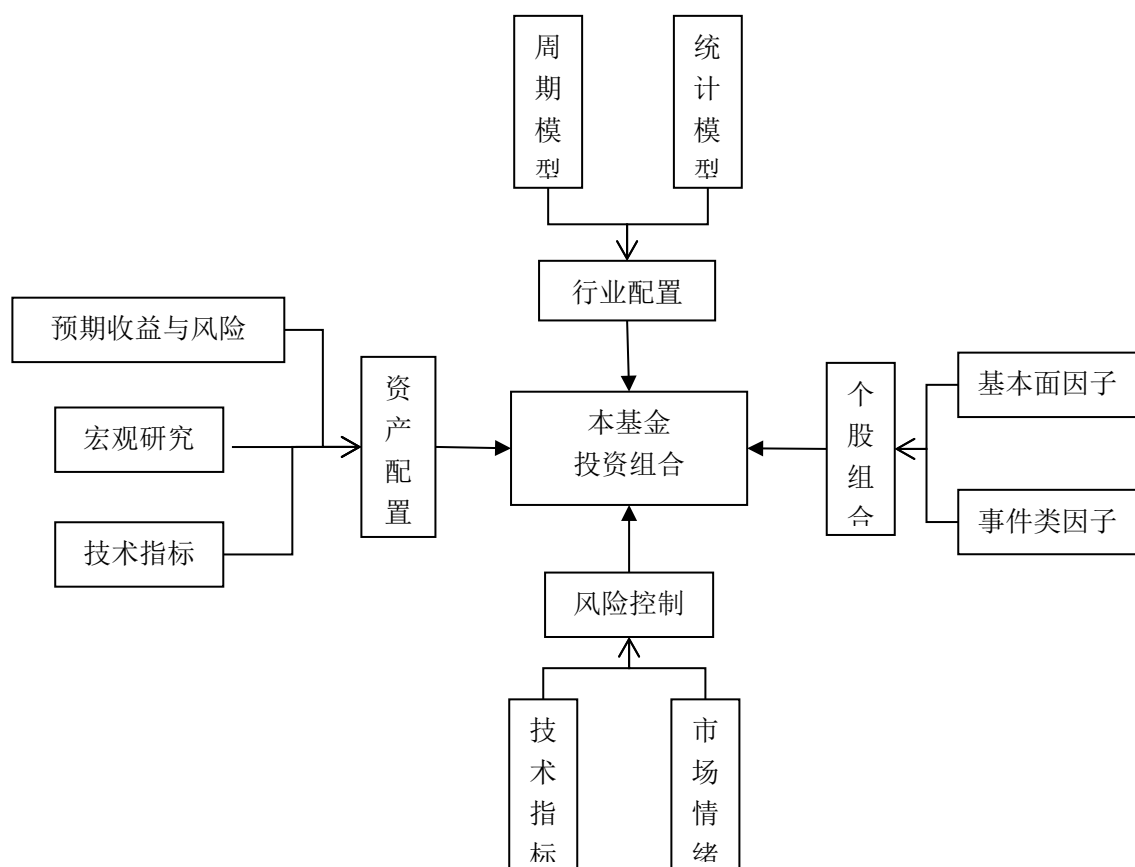 周期模型
统计模型
行业配置
预期收益与风险
资产配置
个股组合
基本面因子
本基金
投资组合
宏观研究
事件类因子
技术指标
风险控制
技术指标
市场情绪